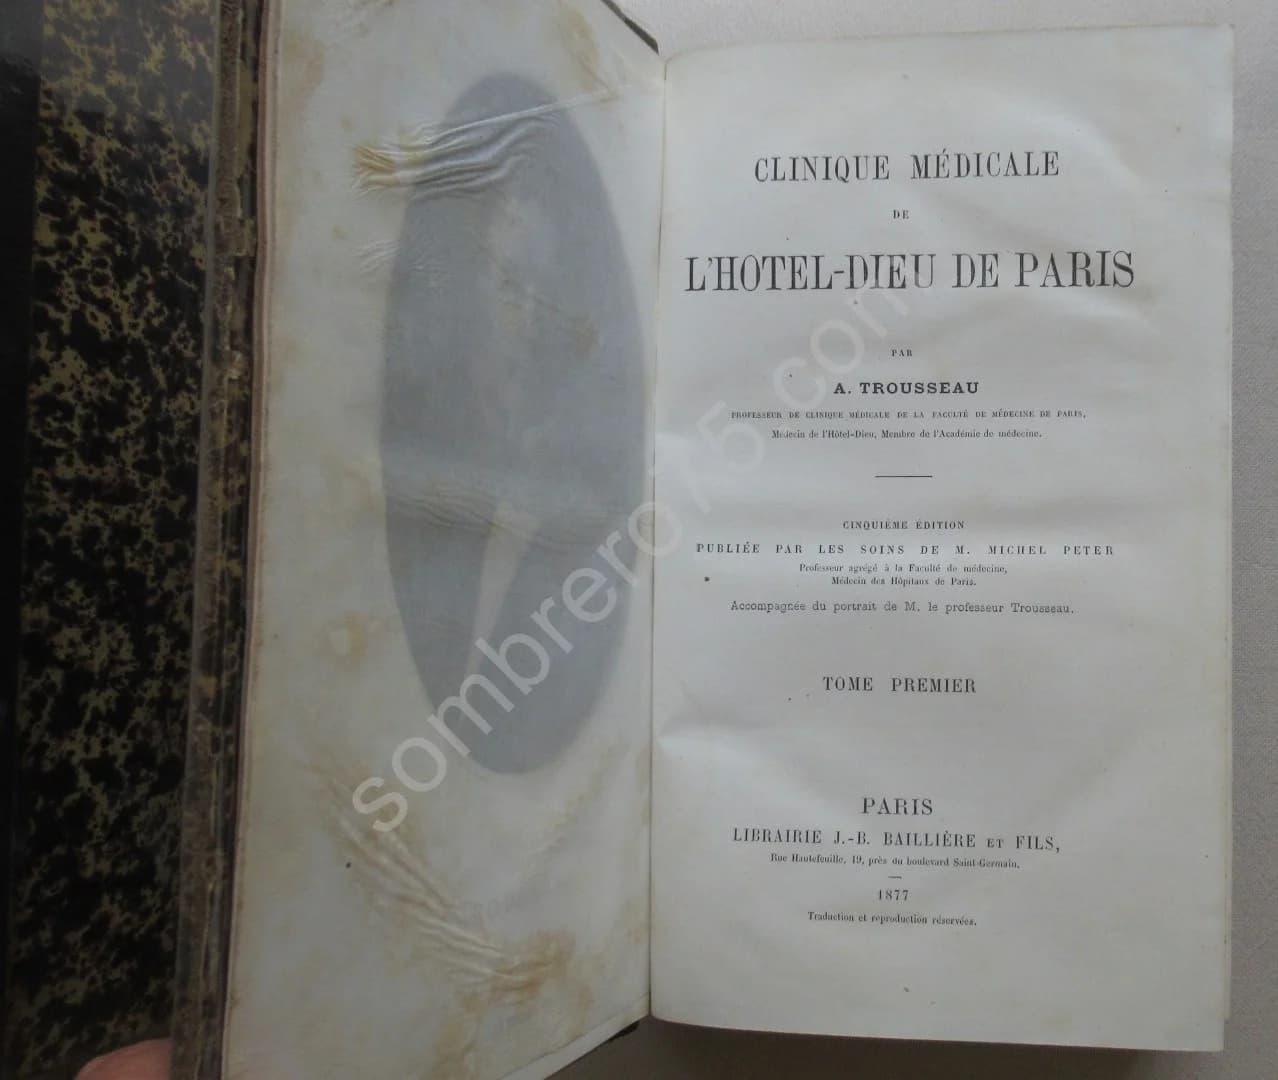 CLINIQUE MÉDICALE
DE
L'HOTEL-DIEU DE PARIS
PAR
A. TROUSSEAU
PROFESSEUR DE CLINIQUE MÉDICALE DE LA FACULTÉ DE MÉDECINE DE PARIS,
Médecin de l'Hôtel-Dieu, Membre de l'Académie de médecine.
CINQUIÈME ÉDITION
PUBLIÉE PAR LES SOINS DE M. MICHEL PETER
Professeur agrégé à la Faculté de médecine,
Médecin des Hôpitaux de Paris.
Accompagnée du portrait de M. le professeur Trousseau.
TOME PREMIER
PARIS
LIBRAIRIE J.-B. BAILLIÈRE ET FILS,
Rue Hautefeuille, 19, près du boulevard Saint-Germain.
1877
Traduction et reproduction réservées.
sombrero75.com